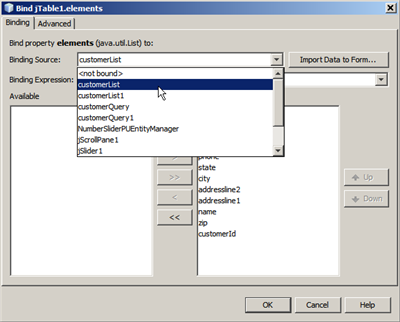 Bind jTable1.elements
Binding Advanced
Bind property elements (java.util.List) to:
Binding Source: customerList Import Data to Form...
Binding Expression:
<not bound>
customerList
customerList1
customerQuery
customerQuery1
NumberSliderPUEntityManager
jScrollPane1
jSlider1
Available
>
>>
<
<<
phone
state
city
addressline2
addressline1
name
zip
customerId
Up
Down
OK Cancel Help